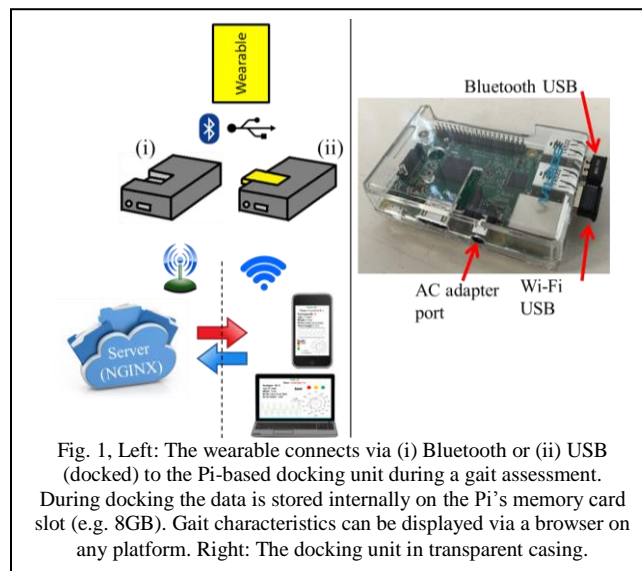 Wearable
(i)
(ii)
Server
(NGINX)
Bluetooth USB
AC adapter
port
Wi-Fi
USB
Fig. 1, Left: The wearable connects via (i) Bluetooth or (ii) USB
(docked) to the Pi-based docking unit during a gait assessment.
During docking the data is stored internally on the Pi’s memory card
slot (e.g. 8GB). Gait characteristics can be displayed via a browser on
any platform. Right: The docking unit in transparent casing.